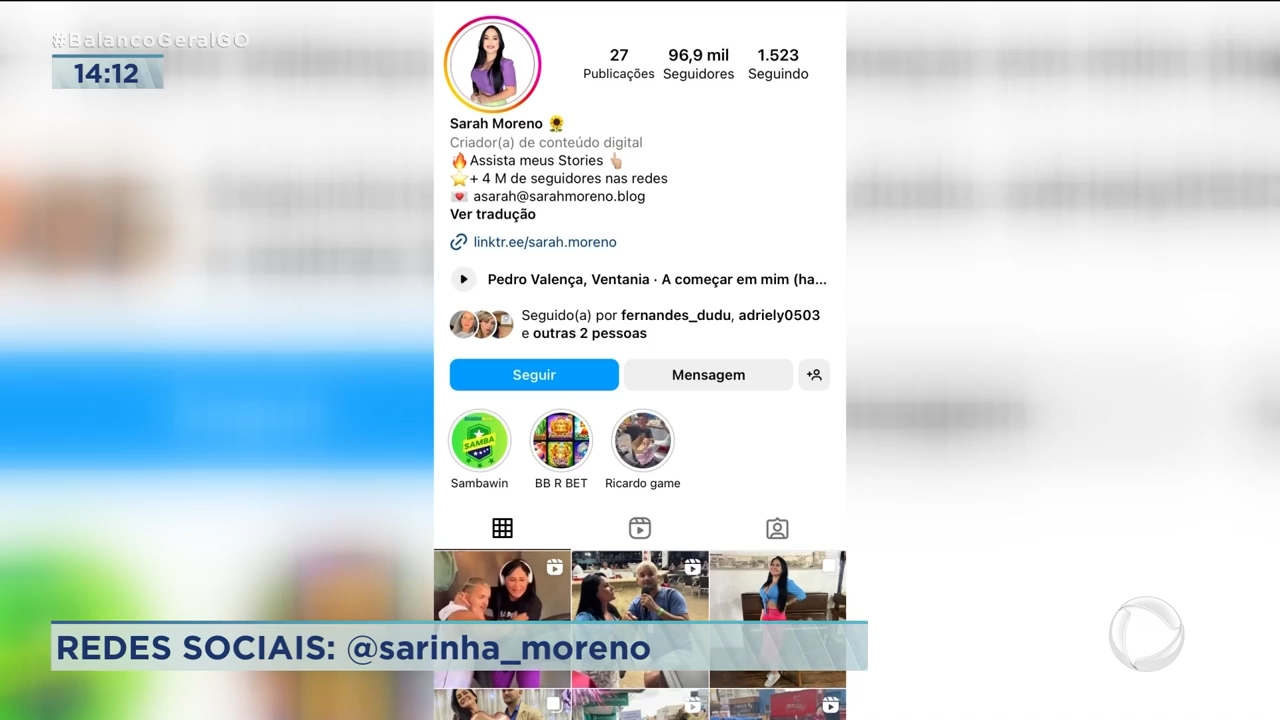 #BalancoGeralGO
14:12
27
96,9 mil
1.523
Publicações
Seguidores
Seguindo
Sarah Moreno 🌻
Criador(a) de conteúdo digital
🔥Assista meus Stories 👆🏼
⭐+ 4 M de seguidores nas redes
💌 asarah@sarahmoreno.blog
Ver tradução
linktr.ee/sarah.moreno
Pedro Valença, Ventania · A começar em mim (ha...
Seguido(a) por fernandes_dudu, adriely0503
e outras 2 pessoas
Seguir
Mensagem
SAMBA
Sambawin
BB R BET
Ricardo game
REDES SOCIAIS: @sarinha_moreno